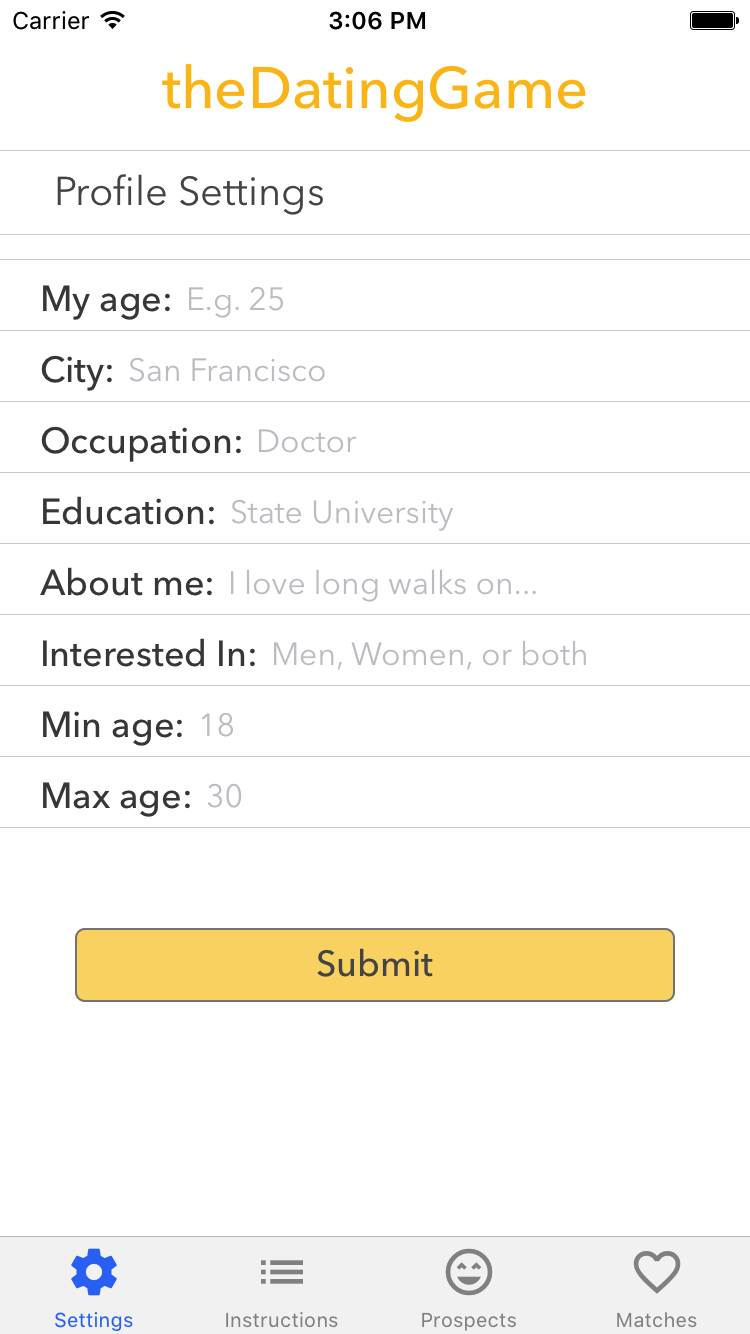 Carrier 3:06 PM
theDatingGame
Profile Settings
My age: E.g. 25
City: San Francisco
Occupation: Doctor
Education: State University
About me: I love long walks on...
Interested In: Men, Women, or both
Min age: 18
Max age: 30
Submit
Settings Instructions Prospects Matches